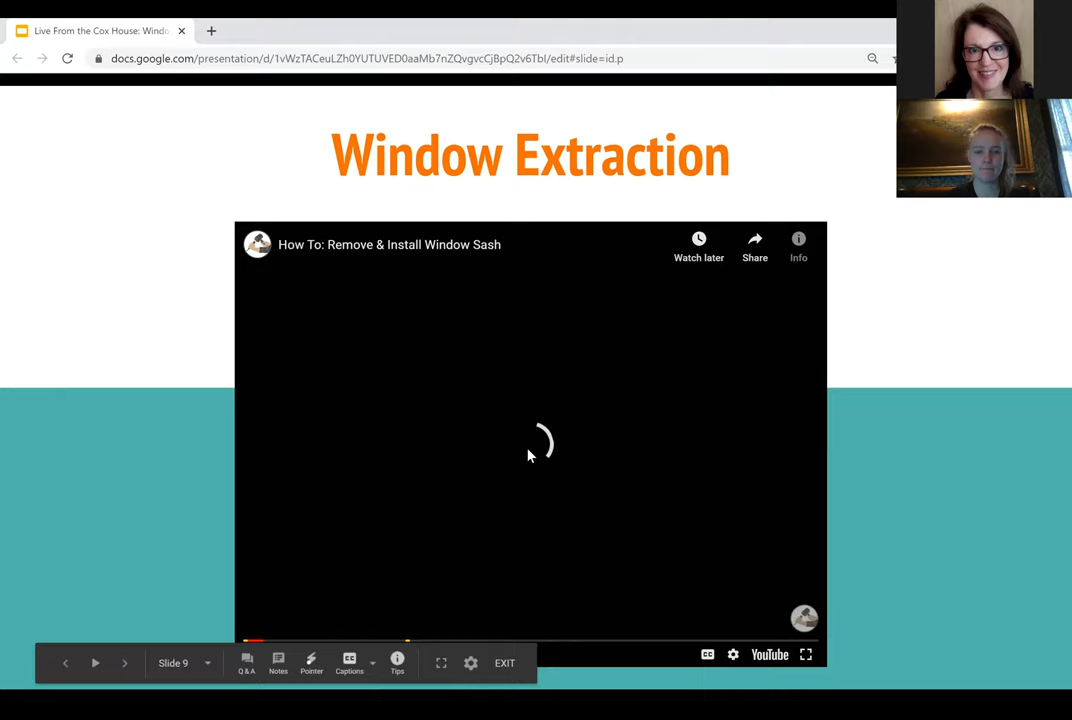 Live From the Cox House: Windo
docs.google.com/presentation/d/1vWzTACeuLZh0YUTUVED0aaMb7nZQvgvcCjBpQ2v6TbI/edit#slide=id.p
Window Extraction
How To: Remove & Install Window Sash
Watch later
Share
Info
YouTube
CC
Slide 9
Q & A
Notes
Pointer
Captions
Tips
EXIT